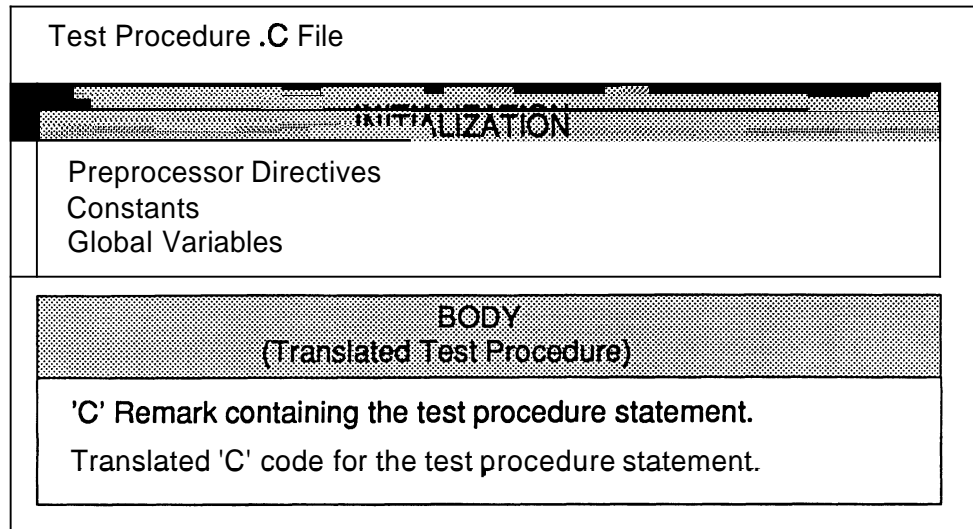 Test Procedure .C File
INITIALIZATION
Preprocessor Directives
Constants
Global Variables
BODY
(Translated Test Procedure)
'C' Remark containing the test procedure statement.
Translated 'C' code for the test procedure statement.